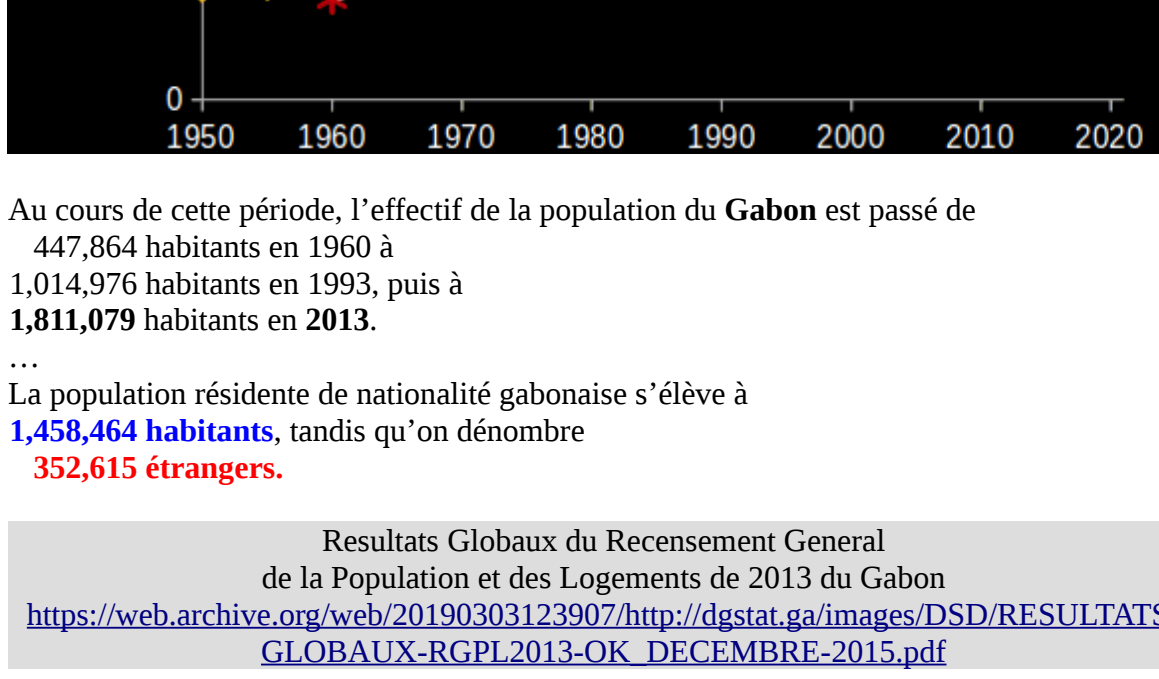 0
1950 1960 1970 1980 1990 2000 2010 2020
Au cours de cette période, l’effectif de la population du Gabon est passé de
447,864 habitants en 1960 à
1,014,976 habitants en 1993, puis à
1,811,079 habitants en 2013.
…
La population résidente de nationalité gabonaise s’élève à
1,458,464 habitants, tandis qu’on dénombre
352,615 étrangers.
Resultats Globaux du Recensement General
de la Population et des Logements de 2013 du Gabon
https://web.archive.org/web/20190303123907/http://dgstat.ga/images/DSD/RESULTATS
GLOBAUX-RGPL2013-OK_DECEMBRE-2015.pdf